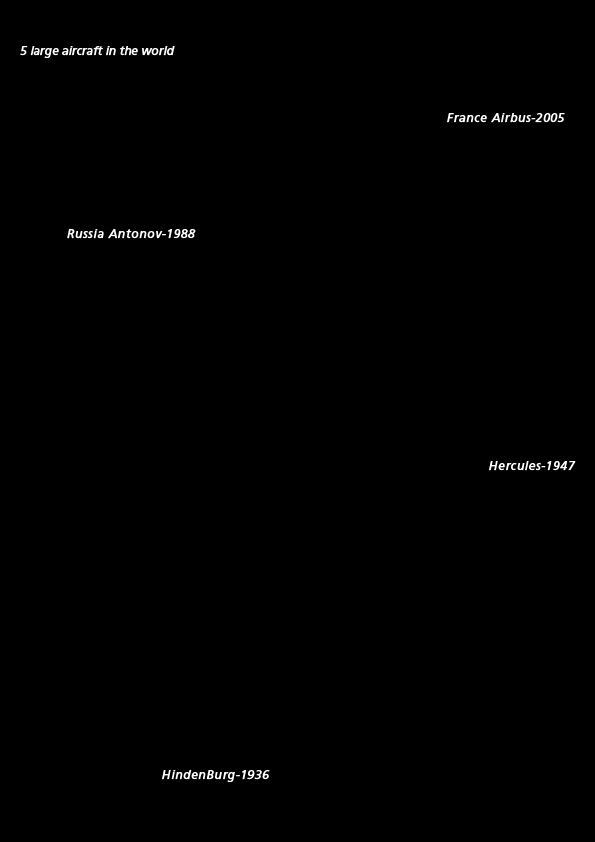 5 large aircraft in the world
France Airbus-2005
Russia Antonov-1988
Hercules-1947
HindenBurg-1936